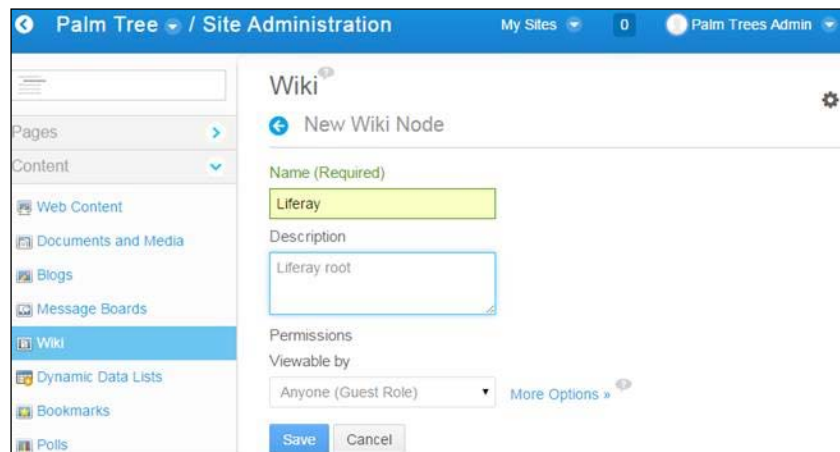 Palm Tree / Site Administration
My Sites
0
Palm Trees Admin
Pages
Content
Web Content
Documents and Media
Blogs
Message Boards
Wiki
Dynamic Data Lists
Bookmarks
Polls
Wiki
New Wiki Node
Name (Required)
Liferay
Description
Liferay root
Permissions
Viewable by
Anyone (Guest Role)
More Options »
Save
Cancel